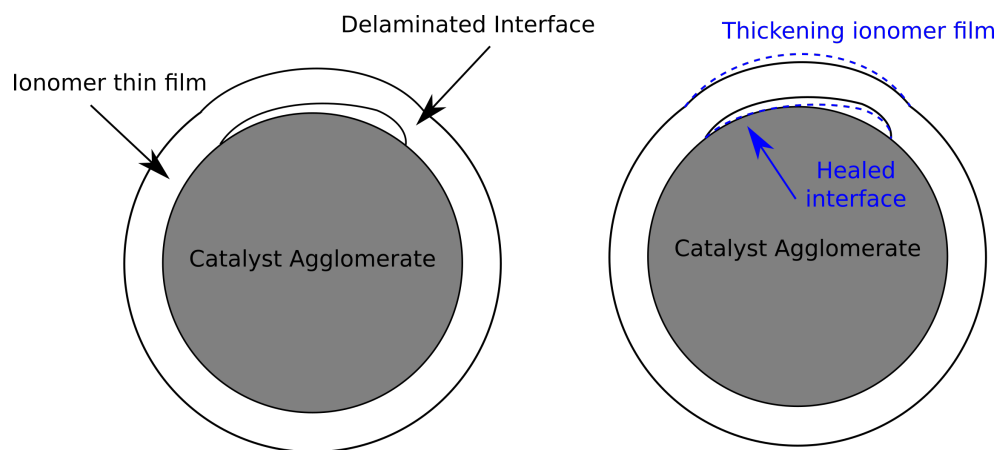 Delaminated Interface
Ionomer thin film
Catalyst Agglomerate
Thickening ionomer film
Healed
interface
Catalyst Agglomerate